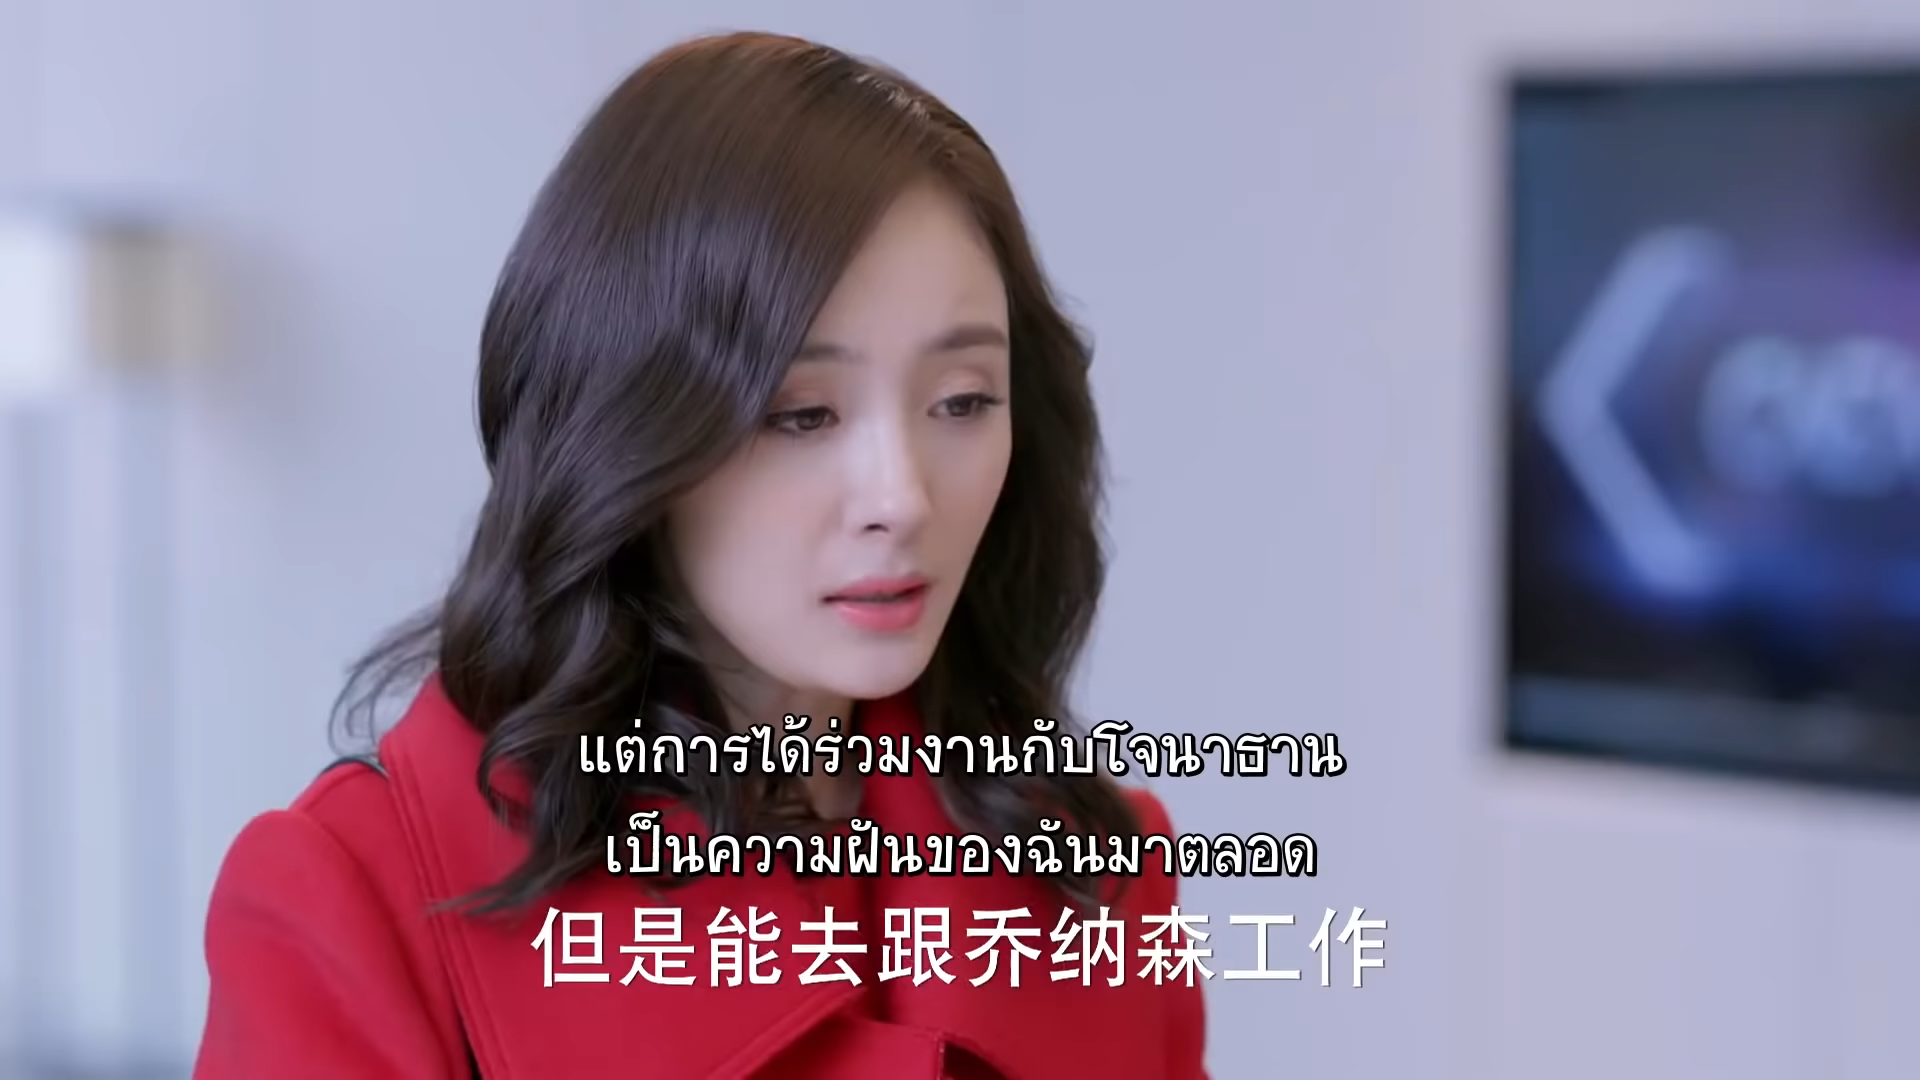 แต่การได้ร่วมงานกับโจนาธาน
เป็นความฝันของฉันมาตลอด
但是能去跟乔纳森工作